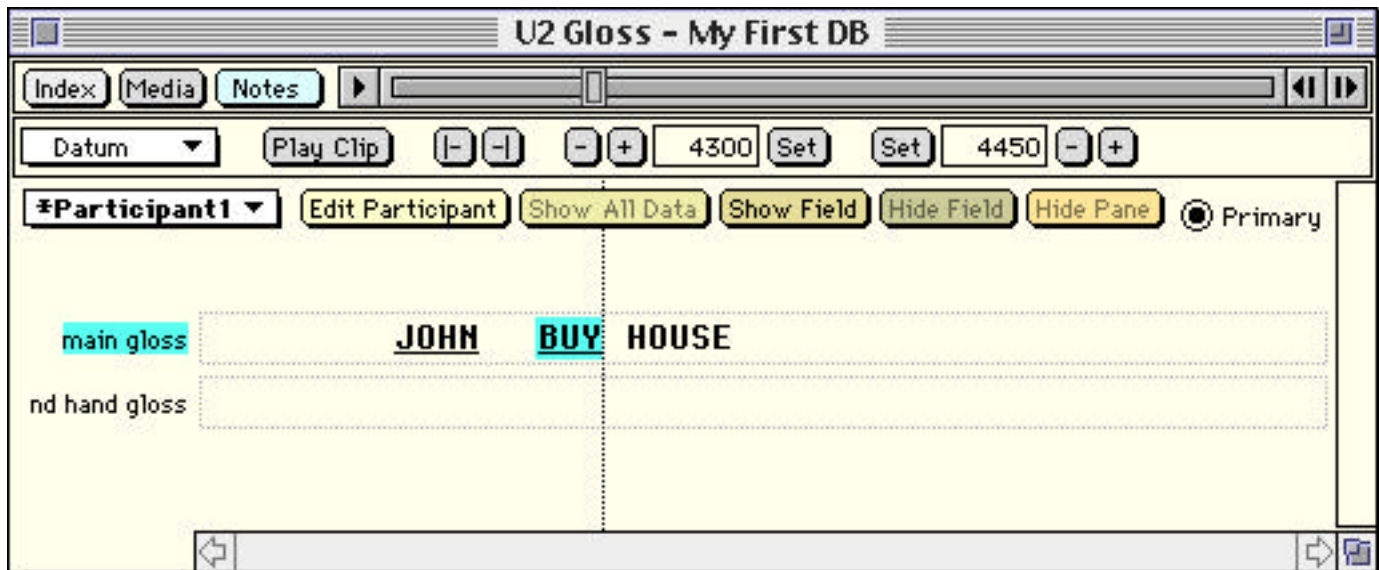 U2 Gloss - My First DB
Index Media Notes
Datum Play Clip |- -| - + 4300 Set Set 4450 - +
*Participant1 Edit Participant Show All Data Show Field Hide Field Hide Pane Primary
main gloss JOHN BUY HOUSE
nd hand gloss